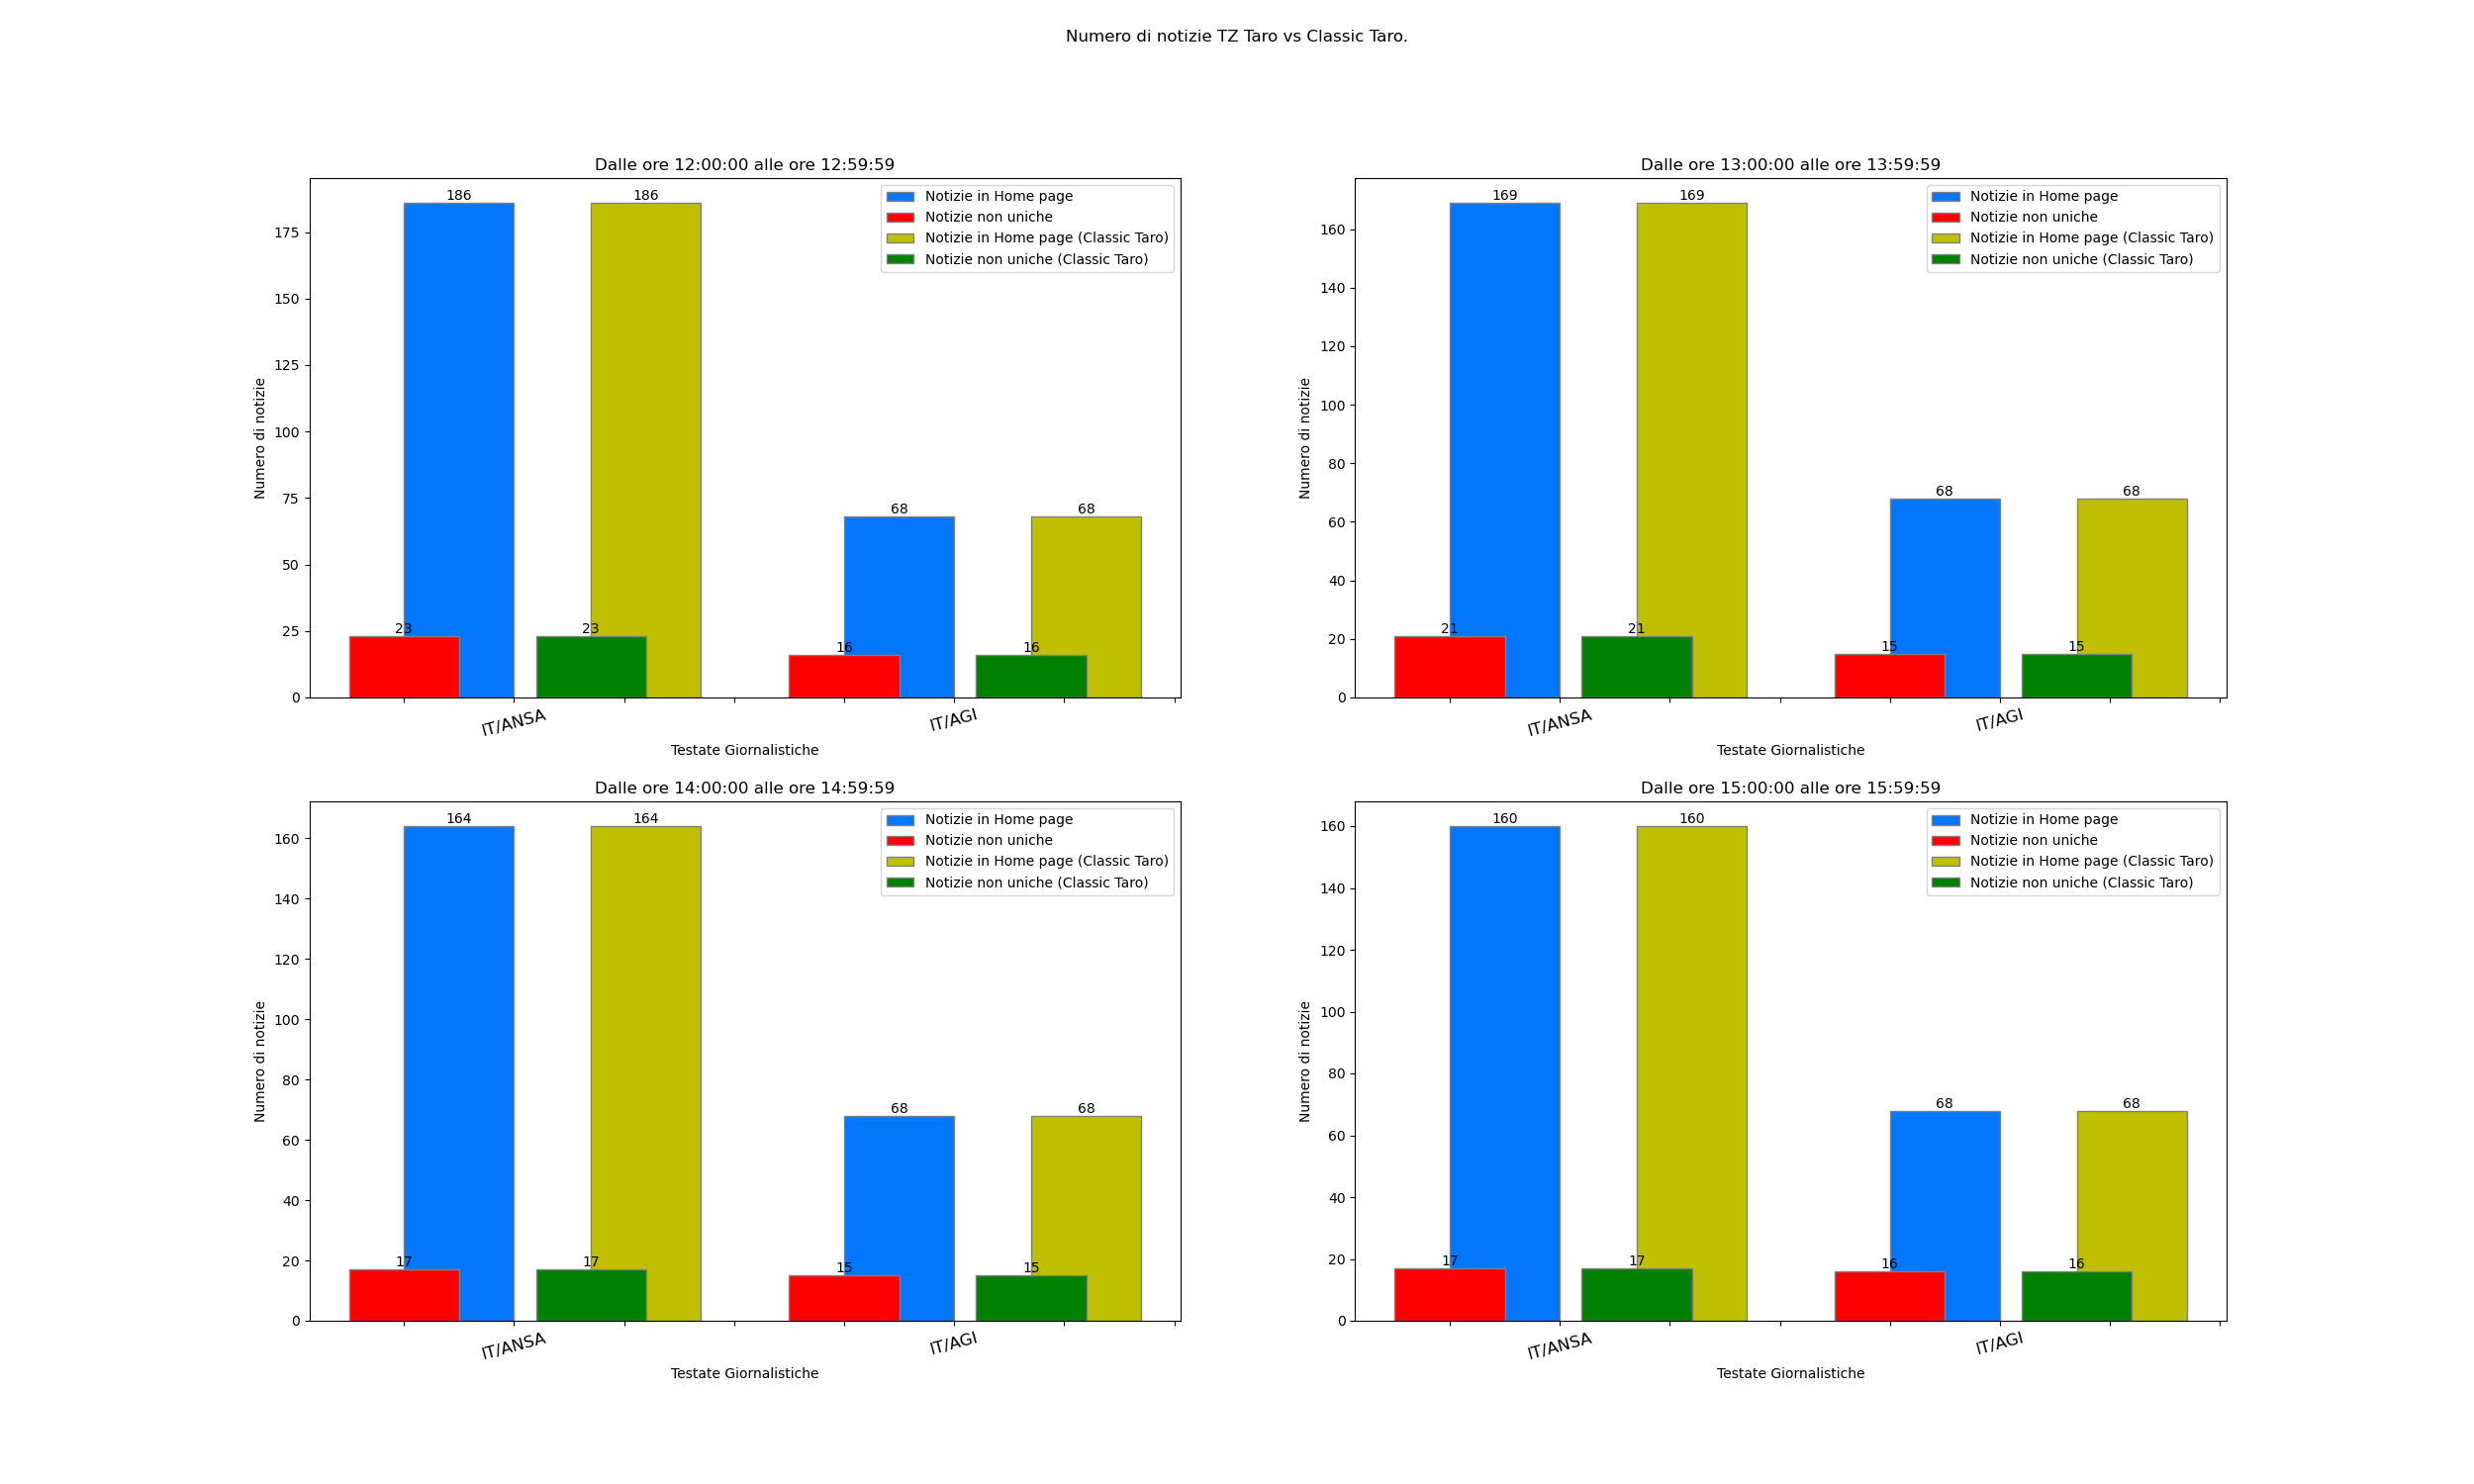 Numero di notizie TZ Taro vs Classic Taro.
Dalle ore 12:00:00 alle ore 12:59:59
Numero di notizie
175
150
125
100
75
50
25
0
186
186
23
23
68
68
16
16
Notizie in Home page
Notizie non uniche
Notizie in Home page (Classic Taro)
Notizie non uniche (Classic Taro)
IT/ANSA
IT/AGI
Testate Giornalistiche
Dalle ore 13:00:00 alle ore 13:59:59
Numero di notizie
160
140
120
100
80
60
40
20
0
169
169
21
21
68
68
15
15
Notizie in Home page
Notizie non uniche
Notizie in Home page (Classic Taro)
Notizie non uniche (Classic Taro)
IT/ANSA
IT/AGI
Testate Giornalistiche
Dalle ore 14:00:00 alle ore 14:59:59
Numero di notizie
160
140
120
100
80
60
40
20
0
164
164
17
17
68
68
15
15
Notizie in Home page
Notizie non uniche
Notizie in Home page (Classic Taro)
Notizie non uniche (Classic Taro)
IT/ANSA
IT/AGI
Testate Giornalistiche
Dalle ore 15:00:00 alle ore 15:59:59
Numero di notizie
160
140
120
100
80
60
40
20
0
160
160
17
17
68
68
16
16
Notizie in Home page
Notizie non uniche
Notizie in Home page (Classic Taro)
Notizie non uniche (Classic Taro)
IT/ANSA
IT/AGI
Testate Giornalistiche